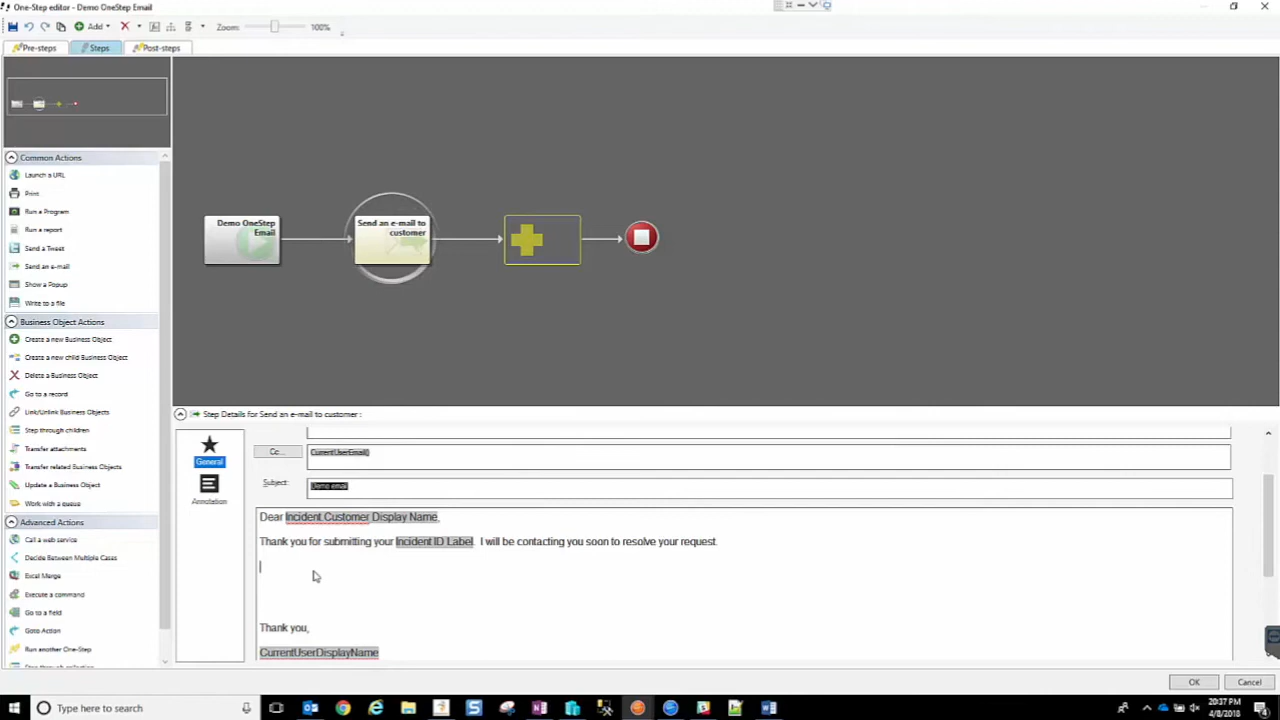 One-Step editor - Demo OneStep Email
Add
Zoom:
100%
Pre-steps
Steps
Post-steps
Common Actions
Launch a URL
Print
Run a Program
Run a report
Send a Tweet
Send an e-mail
Show a Popup
Write to a file
Business Object Actions
Create a new Business Object
Create a new child Business Object
Delete a Business Object
Go to a record
Link/Unlink Business Objects
Step through children
Transfer attachments
Transfer related Business Objects
Update a Business Object
Work with a queue
Advanced Actions
Call a web service
Decide Between Multiple Cases
Excel Merge
Execute a command
Go to a field
Goto Action
Run another One-Step
Step through collection
Demo OneStep
Email
Send an e-mail to
customer
Step Details for Send an e-mail to customer :
General
Annotation
Cc...
CurrentUserEmail()
Subject:
Demo email
Dear Incident Customer Display Name,
Thank you for submitting your Incident ID Label. I will be contacting you soon to resolve your request.
Thank you,
CurrentUserDisplayName
OK
Cancel
Type here to search
20:37 PM
4/8/2018
4